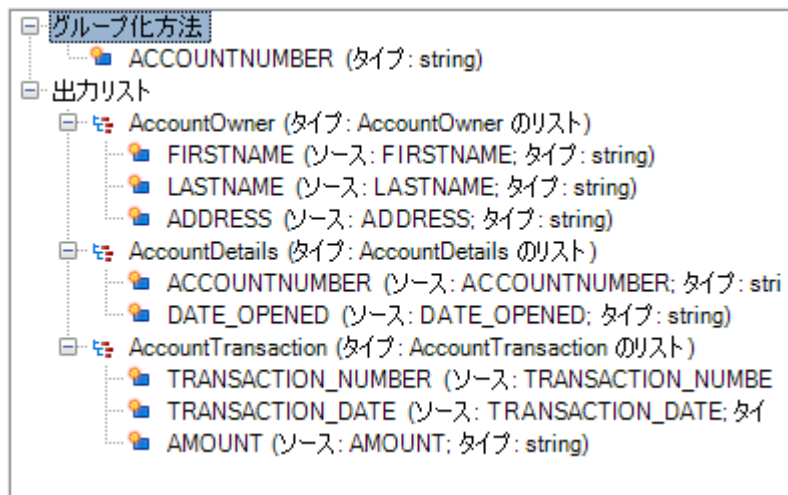 グループ化方法
ACCOUNTNUMBER (タイプ: string)
出力リスト
AccountOwner (タイプ: AccountOwner のリスト)
FIRSTNAME (ソース: FIRSTNAME; タイプ: string)
LASTNAME (ソース: LASTNAME; タイプ: string)
ADDRESS (ソース: ADDRESS; タイプ: string)
AccountDetails (タイプ: AccountDetails のリスト)
ACCOUNTNUMBER (ソース: ACCOUNTNUMBER; タイプ: stri
DATE_OPENED (ソース: DATE_OPENED; タイプ: string)
AccountTransaction (タイプ: AccountTransaction のリスト)
TRANSACTION_NUMBER (ソース: TRANSACTION_NUMBE
TRANSACTION_DATE (ソース: TRANSACTION_DATE; タイ
AMOUNT (ソース: AMOUNT; タイプ: string)